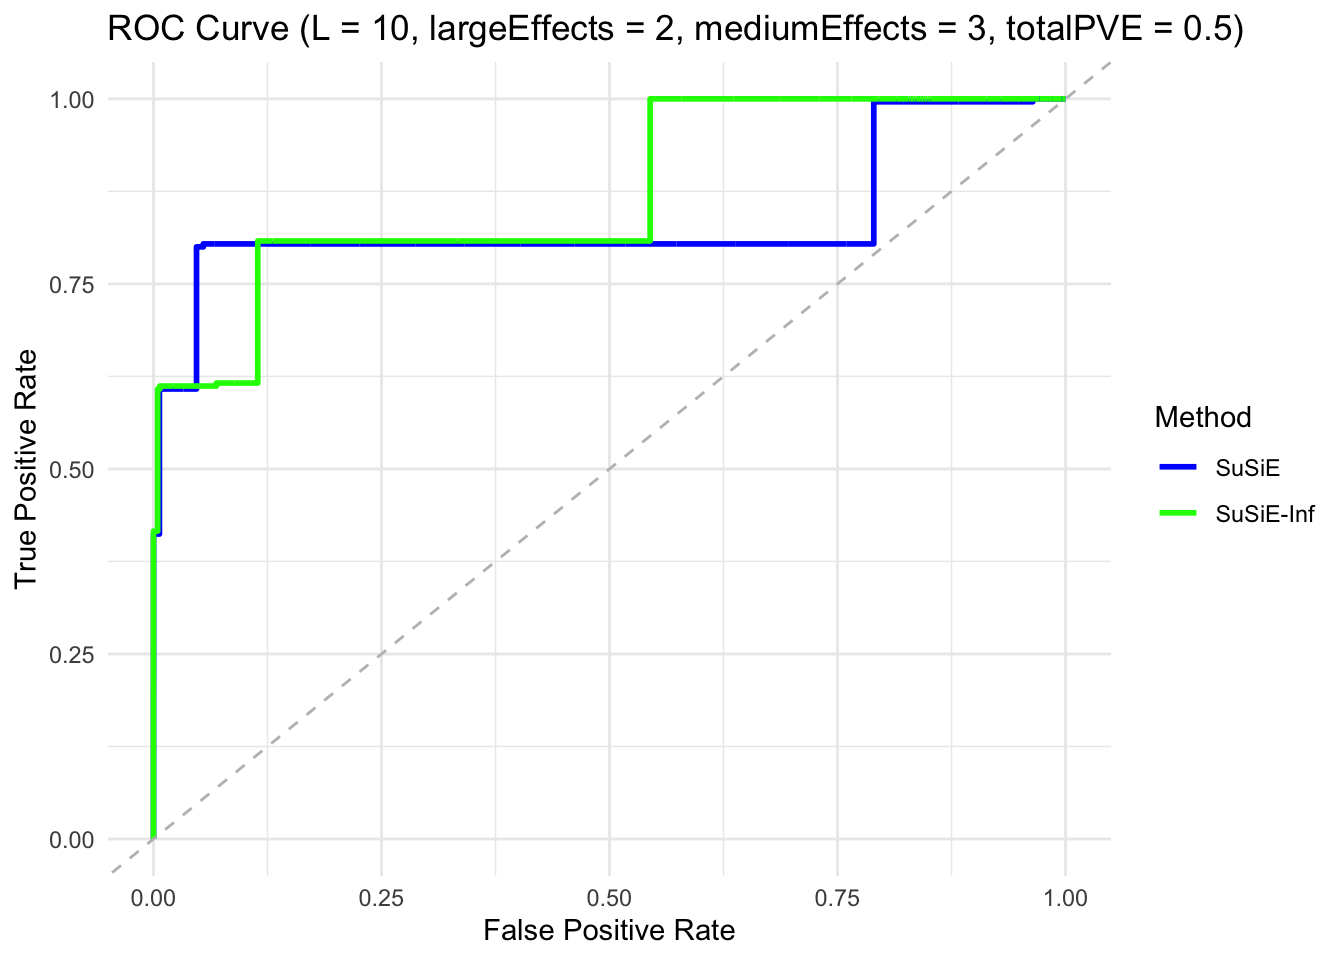 ROC Curve (L = 10, largeEffects = 2, mediumEffects = 3, totalPVE = 0.5)
True Positive Rate
1.00
0.75
0.50
0.25
0.00
0.00 0.25 0.50 0.75 1.00
False Positive Rate
Method
SuSiE
SuSiE-Inf